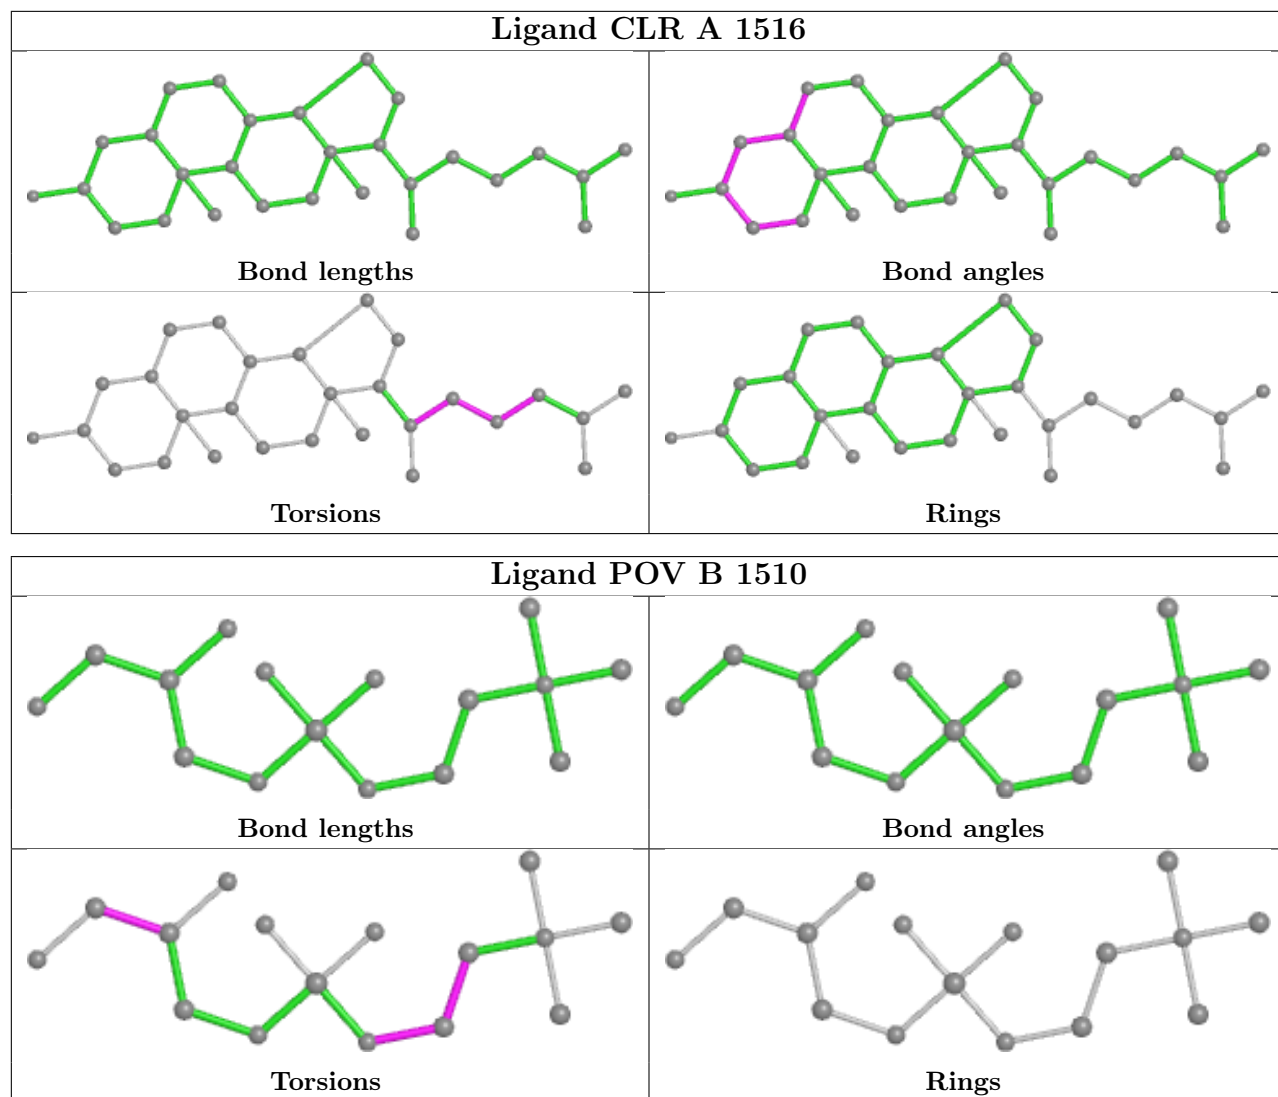 Ligand CLR A 1516
Bond lengths
Bond angles
Torsions
Rings
Ligand POV B 1510
Bond lengths
Bond angles
Torsions
Rings